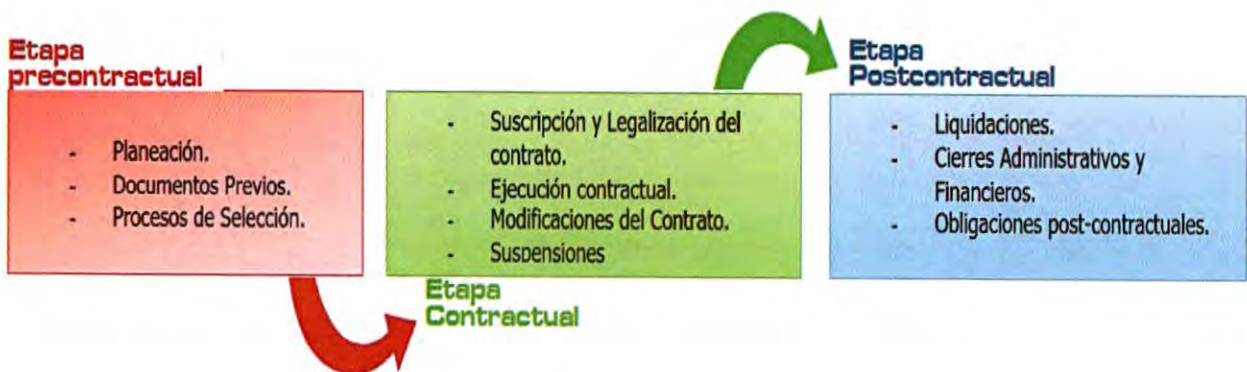 Etapa
precontractual
- Planeación.
- Documentos Previos.
- Procesos de Selección.
- Suscripción y Legalización del
contrato.
- Ejecución contractual.
- Modificaciones del Contrato.
- Suspensiones
Etapa
Contractual
Etapa
Postcontractual
- Liquidaciones.
- Cierres Administrativos y
Financieros.
- Obligaciones post-contractuales.